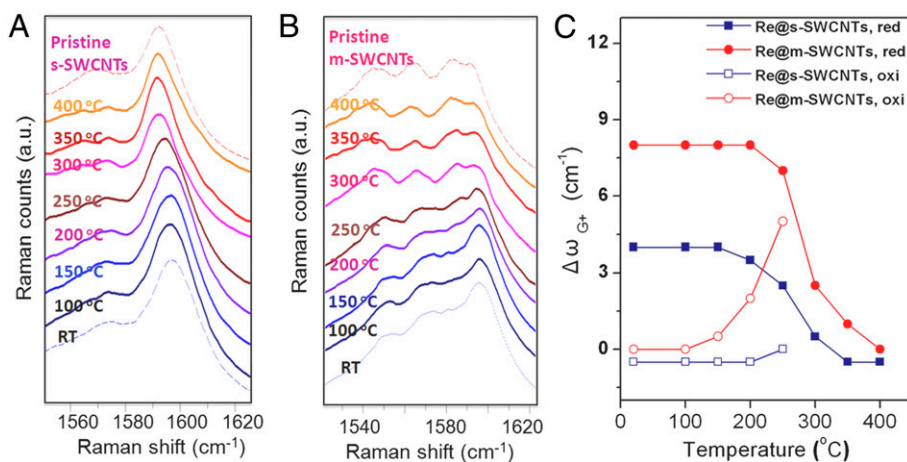 A
Pristine
s-SWCNTs
400 °C
350 °C
300 °C
250 °C
200 °C
150 °C
100 °C
RT
Raman counts (a.u.)
1560 1580 1600 1620
Raman shift (cm-1)
B
Pristine
m-SWCNTs
400 °C
350 °C
300 °C
250 °C
200 °C
150 °C
100 °C
RT
Raman counts (a.u.)
1540 1580 1620
Raman shift (cm-1)
C
Re@s-SWCNTs, red
Re@m-SWCNTs, red
Re@s-SWCNTs, oxi
Re@m-SWCNTs, oxi
12
9
6
3
0
Δω G+ (cm-1)
0 100 200 300 400
Temperature (°C)